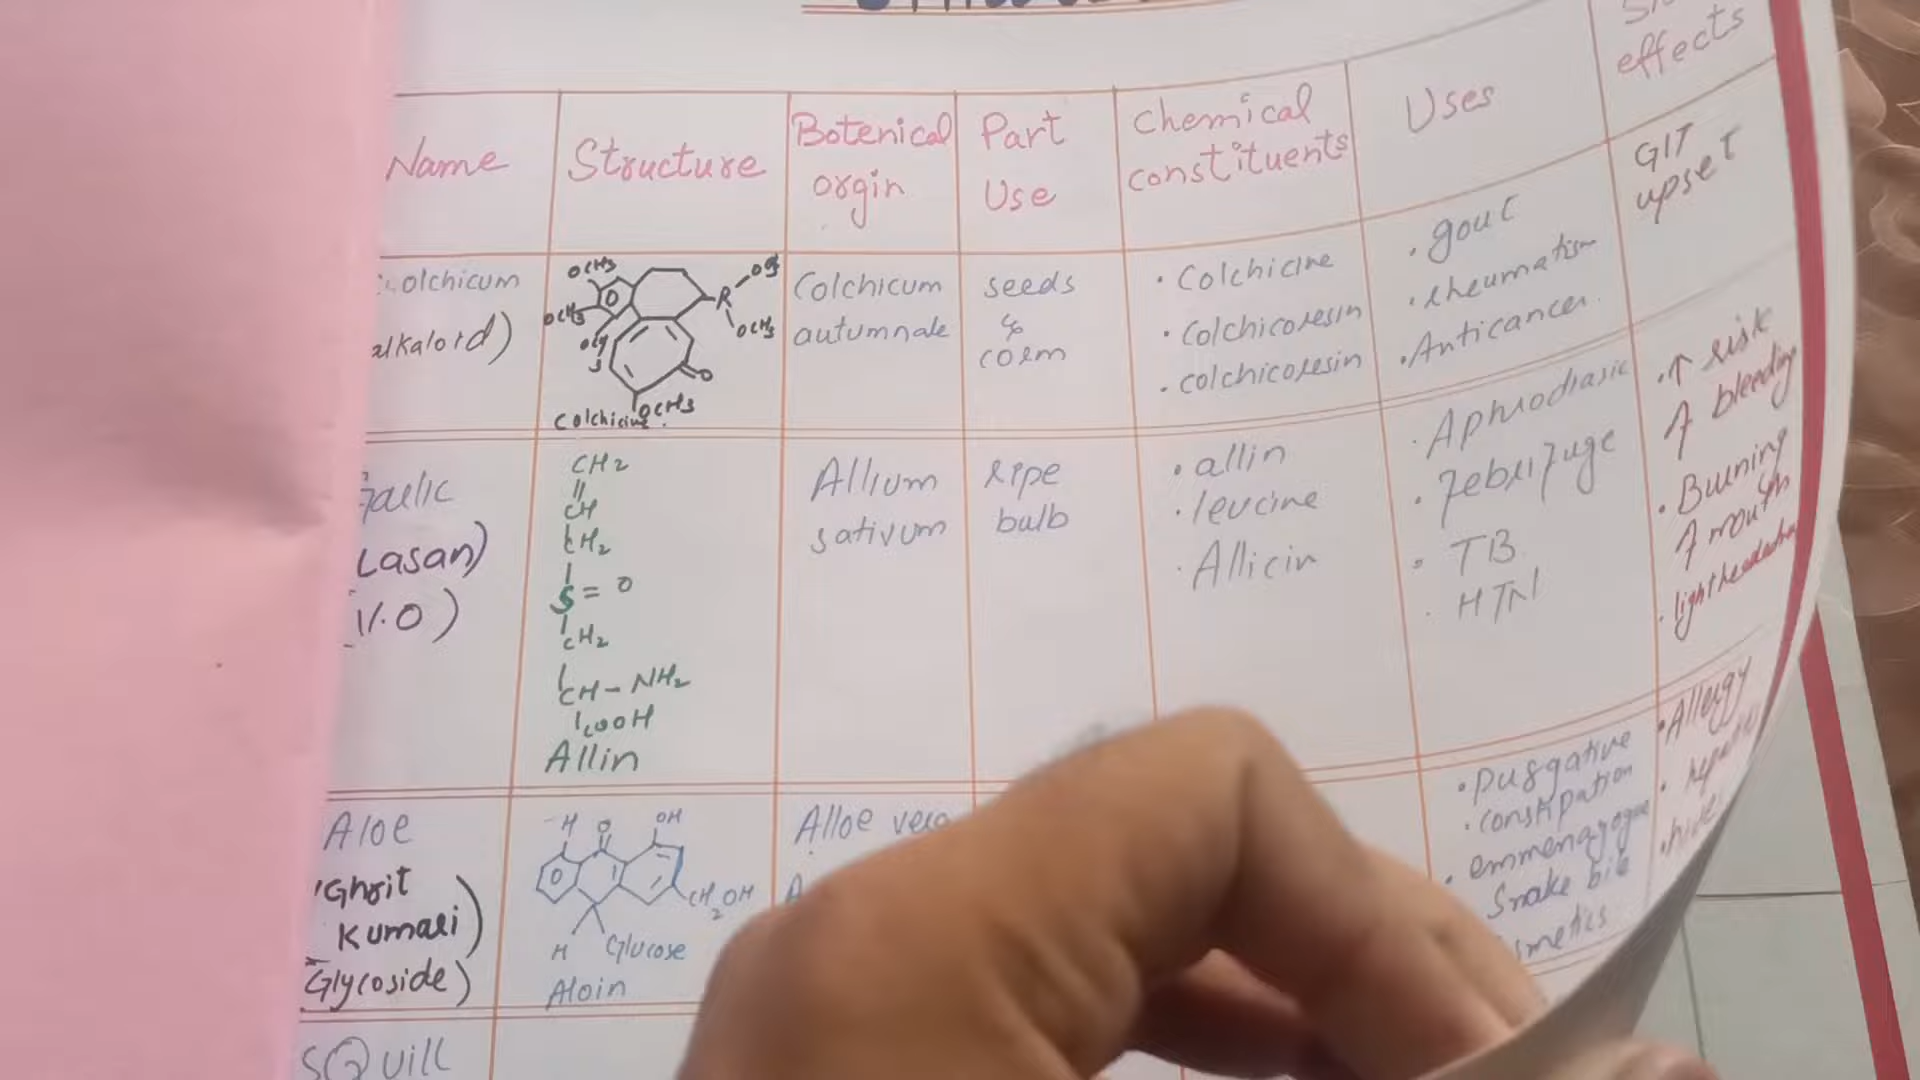 effects
Name
Structure
Botenical
orgin
Part
Use
Chemical
constituents
Uses
GIT
upset
olchicum
alkaloid)
OCH3
OCH3
R
OCH3
O
OCH3
Colchicine.
Colchicum
autumnale
seeds
&
corm
• Colchicine
• Colchicoresin
• colchicoresin
• gout
• rheumatism
• Anticancer.
Garlic
Lasan)
(V.O)
CH2
||
CH
CH2
S = O
CH2
CH - NH2
COOH
Allin
Allium
sativum
ripe
bulb
• allin
• leucine
• Allicin
• Aphrodiasic
• Febrifuge
• TB
• HTN
• ↑ risk
of bleeding
• Burning
of mouth
Aloe
(Ghrit
Kumari)
Glycoside)
H
O
OH
CH2OH
H
Glucose
Aloin
Alloe vera
• purgative
• constipation
• emmenagogue
Snake bite
smetics
• Allergy
SQuill